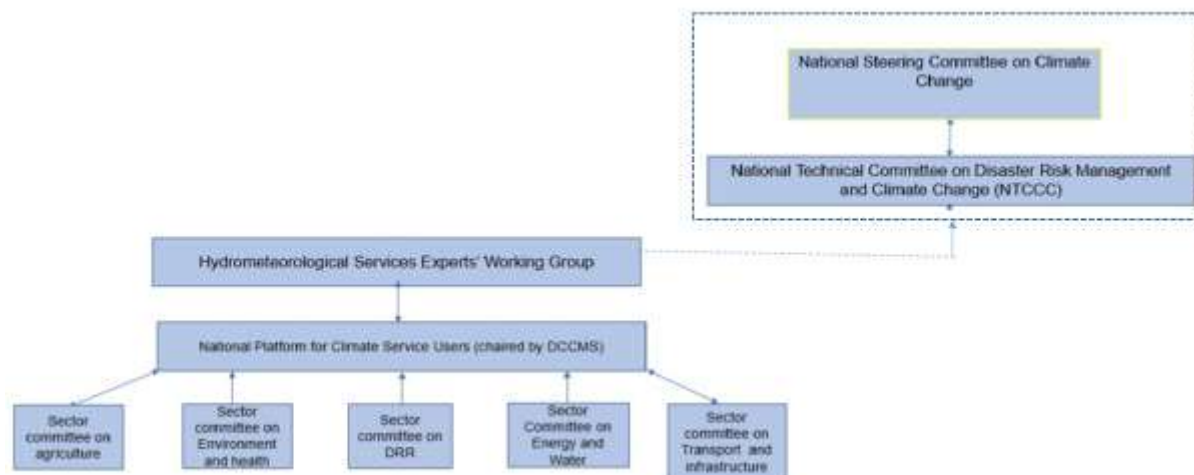 National Steering Committee on Climate
Change
National Technical Committee on Disaster Risk Management
and Climate Change (NTCCC)
Hydrometeorological Services Experts' Working Group
National Platform for Climate Service Users (chaired by DCCMS)
Sector
committee on
agriculture
Sector
committee on
Environment
and health
Sector
committee on
DRR
Sector
Committee on
Energy and
Water
Sector
committee on
Transport and
infrastructure